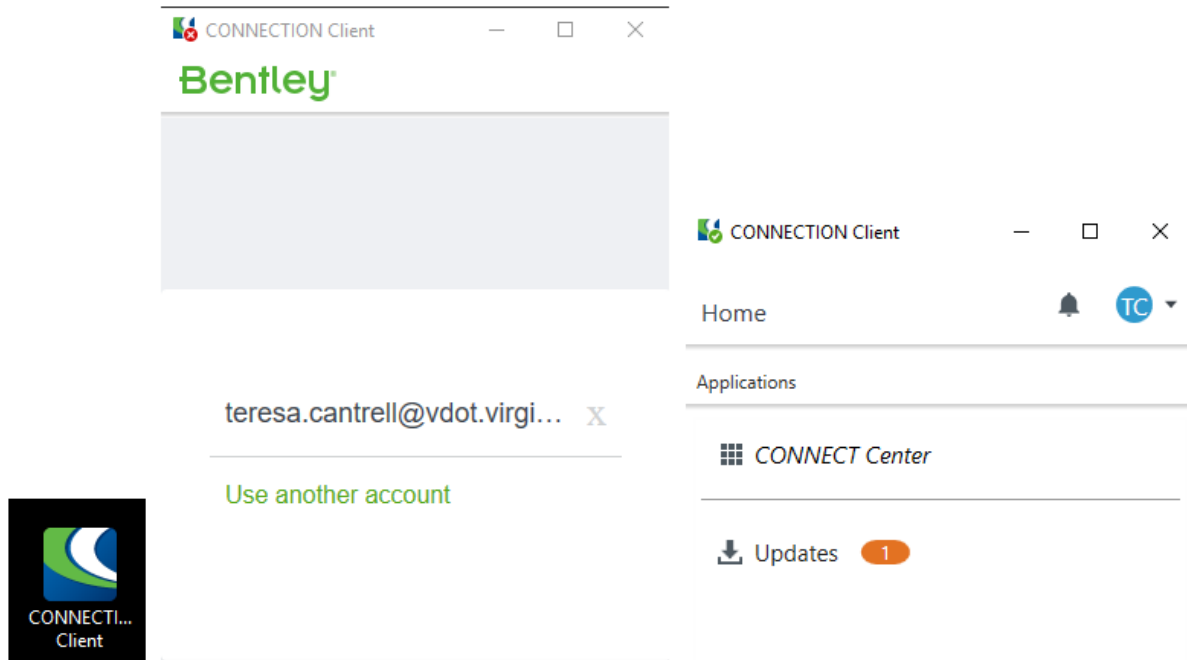 CONNECTI...
Client
CONNECTION Client
Bentley®
teresa.cantrell@vdot.virgi... X
Use another account
CONNECTION Client
Home
TC
Applications
CONNECT Center
Updates 1